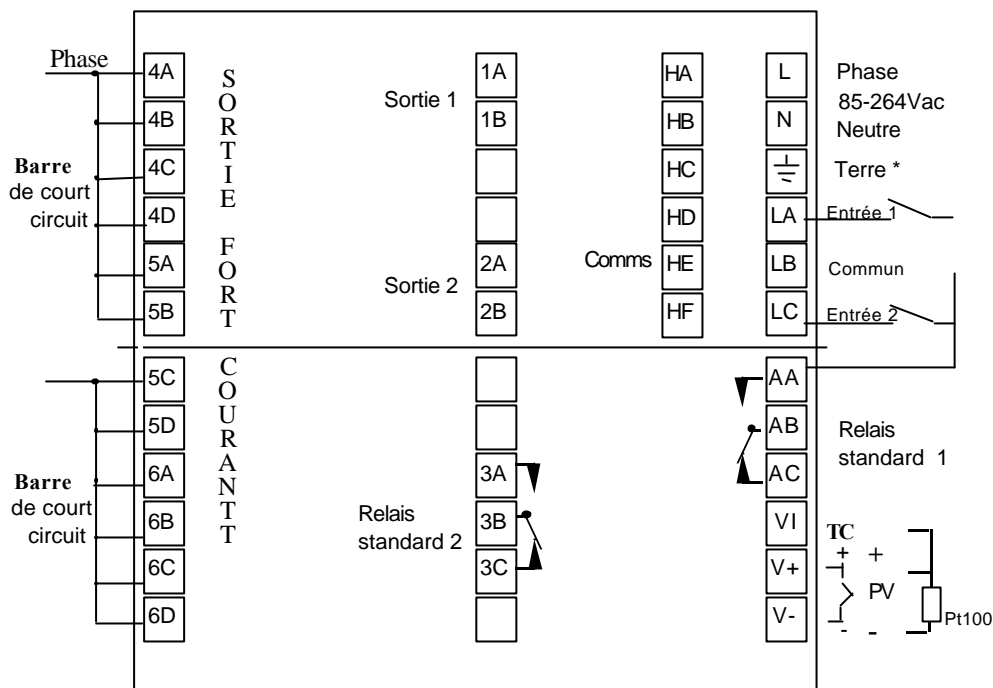 Phase
4A
4B
4C
4D
5A
5B
Barre
de court
circuit
SORTIE FORT
COURANTT
Sortie 1
1A
1B
Sortie 2
2A
2B
Comms
HA
HB
HC
HD
HE
HF
L
N
LA
LB
LC
Phase
85-264Vac
Neutre
Terre *
Entrée 1
Commun
Entrée 2
5C
5D
6A
6B
6C
6D
Barre
de court
circuit
Relais
standard 2
3A
3B
3C
AA
AB
AC
VI
V+
V-
Relais
standard 1
TC
+ +
PV
- -
Pt100